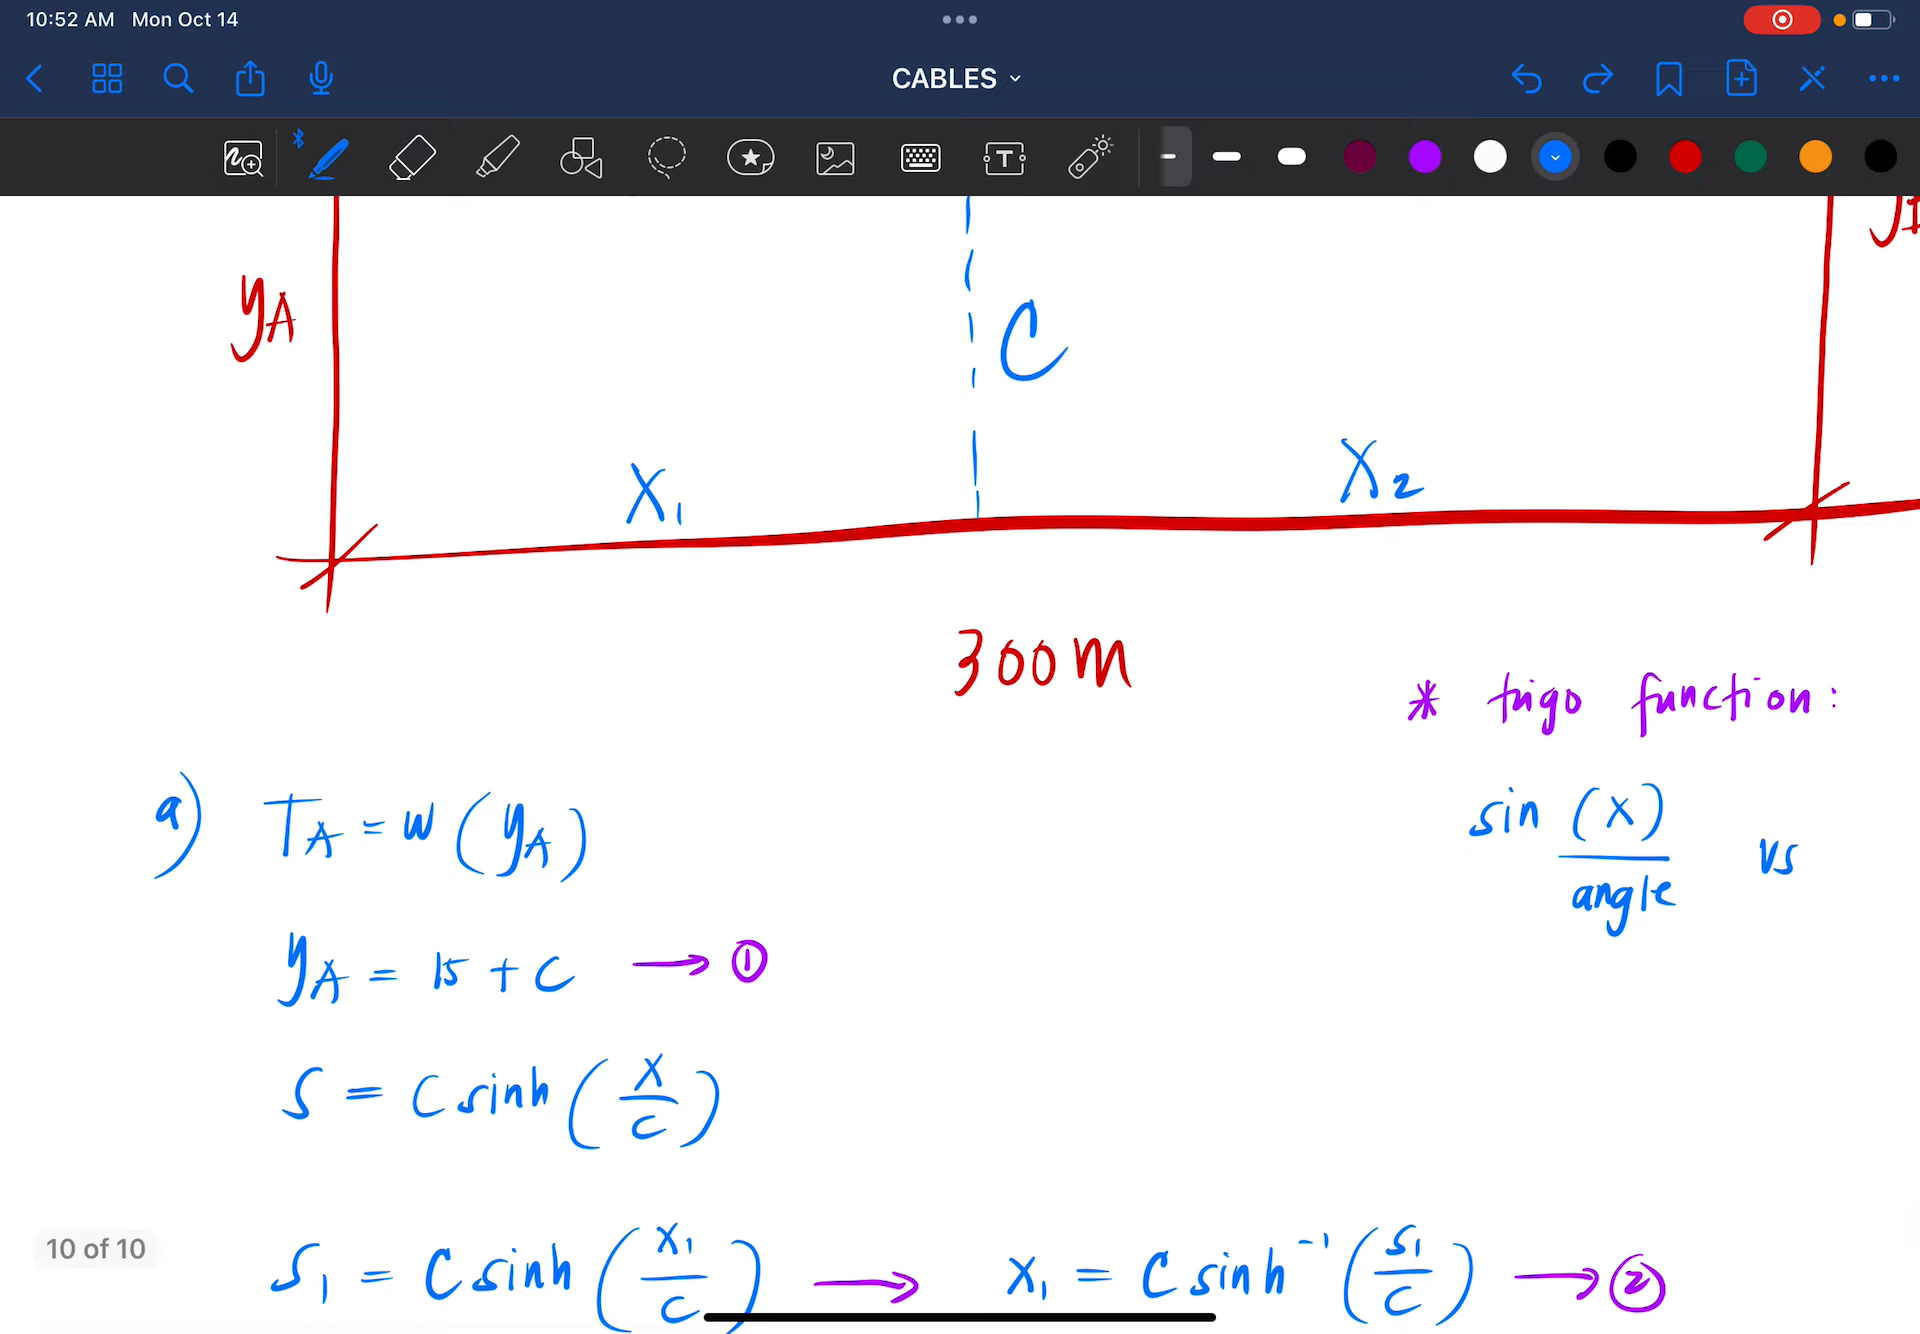 10:52 AM Mon Oct 14
CABLES
T
yA
C
X₁
X₂
300m
* trigo function:
a) TA = w (yA)
sin (x) vs
angle
yA = 15 + C → ①
S = C sinh (x/c)
S₁ = C sinh (x₁/c) → x₁ = C sinh⁻¹ (s₁/c) → ②
10 of 10